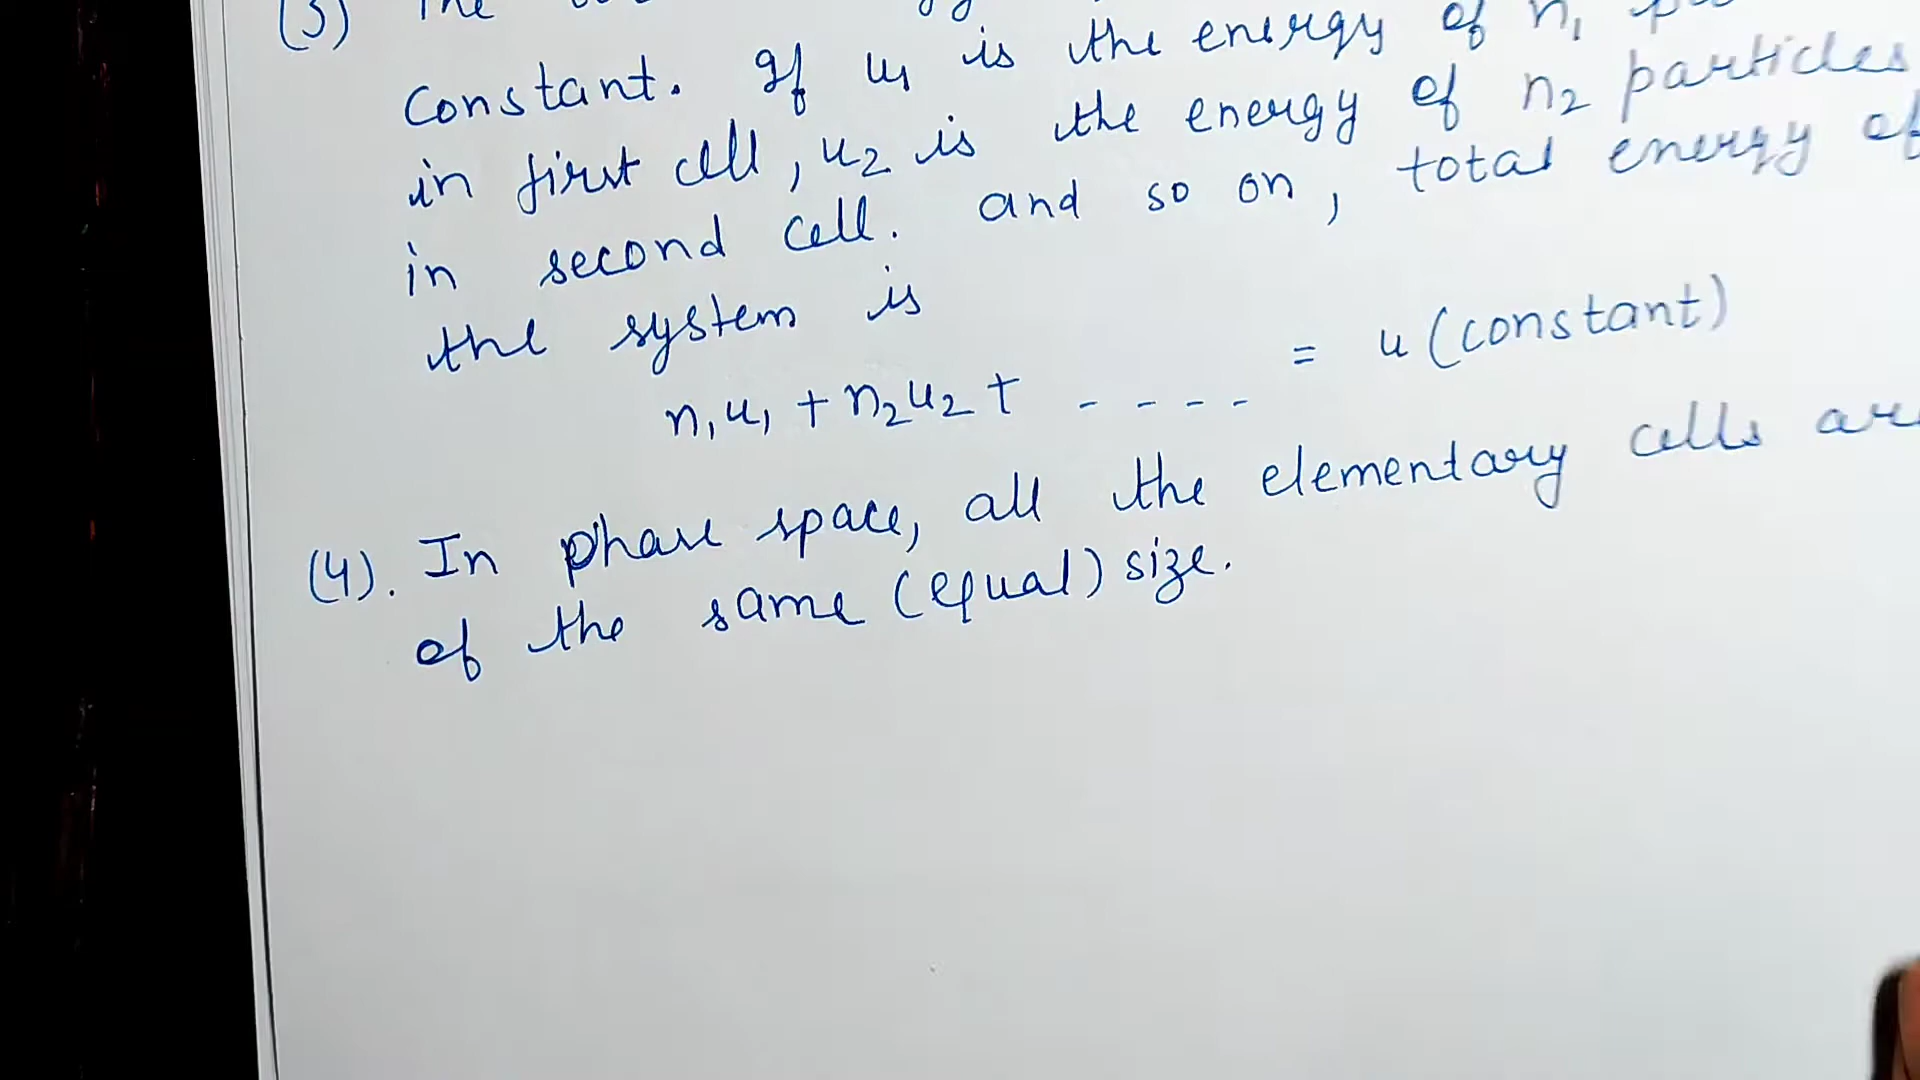 (3) The
Constant. If u1 is the energy of n1
in first cell, u2 is the energy of n2 particles
in second cell. and so on, total energy of
the system is
n1u1 + n2u2 + - - - - = u (constant)
(4). In phase space, all the elementary cells are
of the same (equal) size.